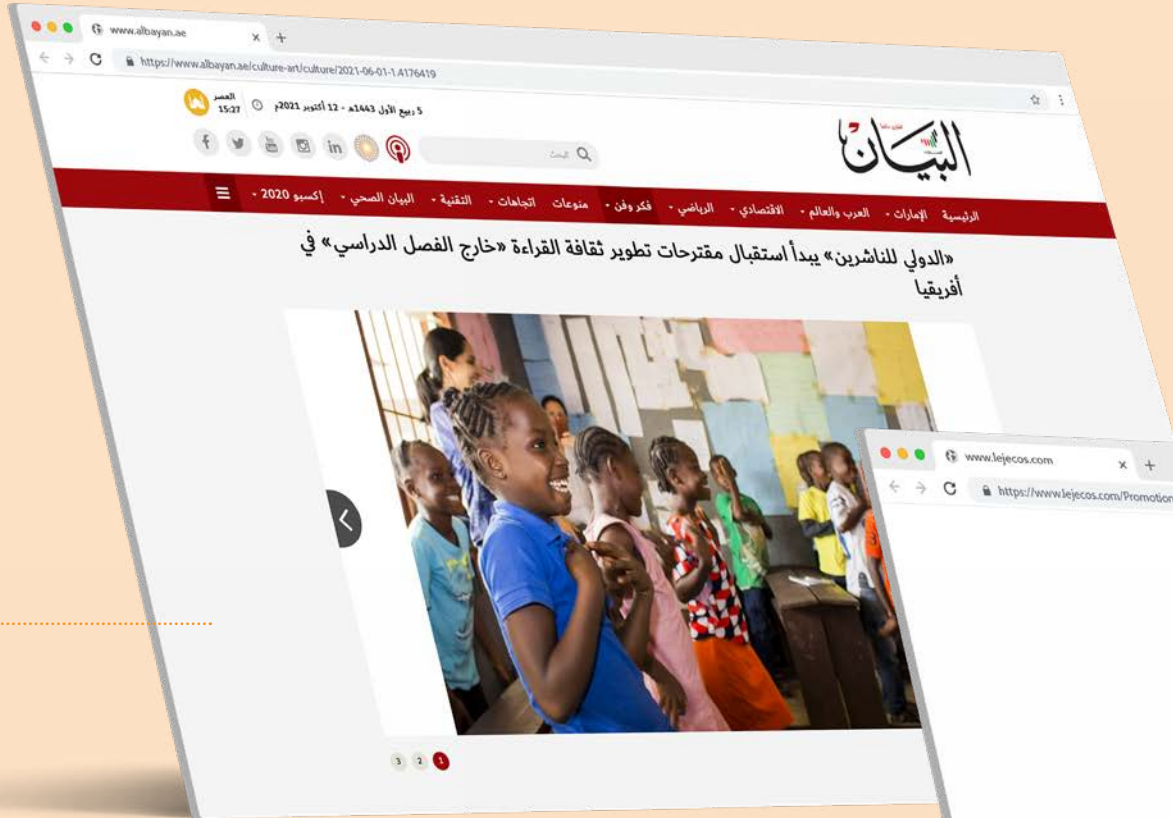 www.albayan.ae
https://www.albayan.ae/culture-art/culture/2021-06-01-1.4176419
العصر
15:27
5 ربيع الأول 1443هـ - 12 أكتوبر 2021م
البحث
البيان
الرئيسية الإمارات العرب والعالم الاقتصادي الرياضي فكر وفن منوعات اتجاهات التقنية البيان الصحي إكسبو 2020
«الدولي للناشرين» يبدأ استقبال مقترحات تطوير ثقافة القراءة «خارج الفصل الدراسي» في
أفريقيا
1 2 3
www.lejecos.com
https://www.lejecos.com/Promotion